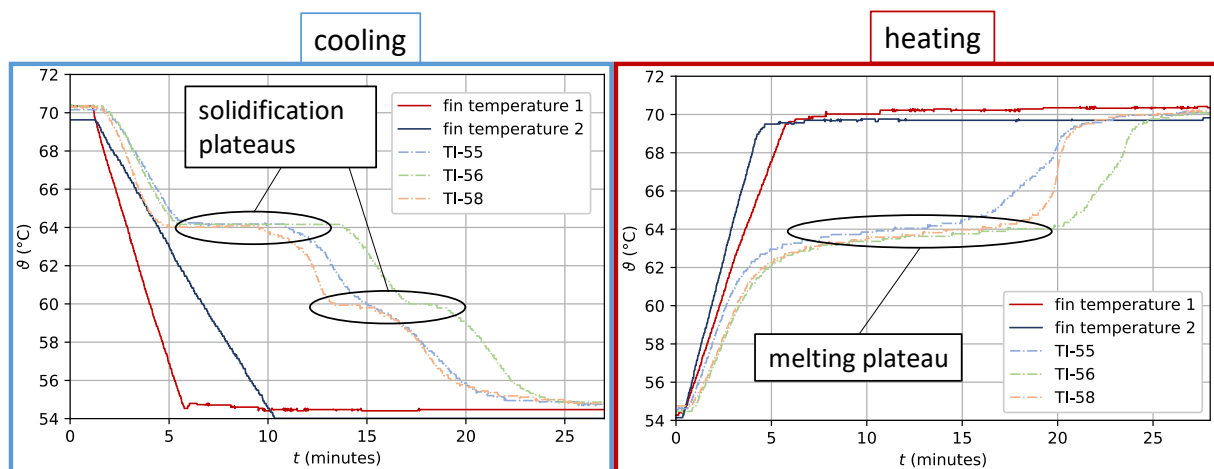 cooling
72
70
68
66
64
62
60
58
56
54
ϑ (°C)
0
5
10
15
20
25
t (minutes)
solidification
plateaus
fin temperature 1
fin temperature 2
TI-55
TI-56
TI-58
heating
72
70
68
66
64
62
60
58
56
54
ϑ (°C)
0
5
10
15
20
25
t (minutes)
melting plateau
fin temperature 1
fin temperature 2
TI-55
TI-56
TI-58